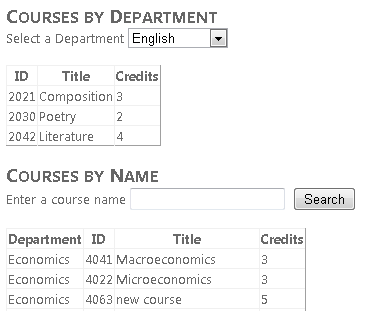 COURSES BY DEPARTMENT
Select a Department English
ID Title Credits
2021 Composition 3
2030 Poetry 2
2042 Literature 4
COURSES BY NAME
Enter a course name Search
Department ID Title Credits
Economics 4041 Macroeconomics 3
Economics 4022 Microeconomics 3
Economics 4063 new course 5